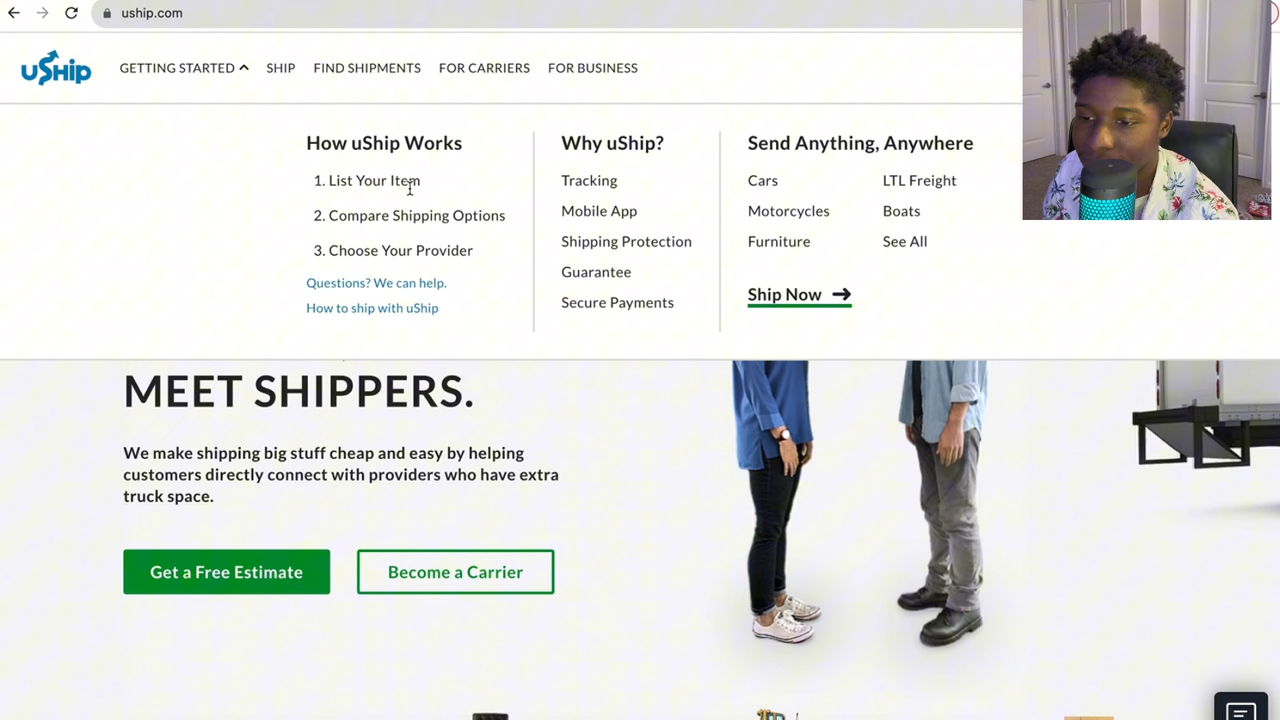 uship.com
uShip
GETTING STARTED
SHIP
FIND SHIPMENTS
FOR CARRIERS
FOR BUSINESS
How uShip Works
1. List Your Item
2. Compare Shipping Options
3. Choose Your Provider
Questions? We can help.
How to ship with uShip
Why uShip?
Tracking
Mobile App
Shipping Protection
Guarantee
Secure Payments
Send Anything, Anywhere
Cars
Motorcycles
Furniture
LTL Freight
Boats
See All
Ship Now
MEET SHIPPERS.
We make shipping big stuff cheap and easy by helping
customers directly connect with providers who have extra
truck space.
Get a Free Estimate
Become a Carrier